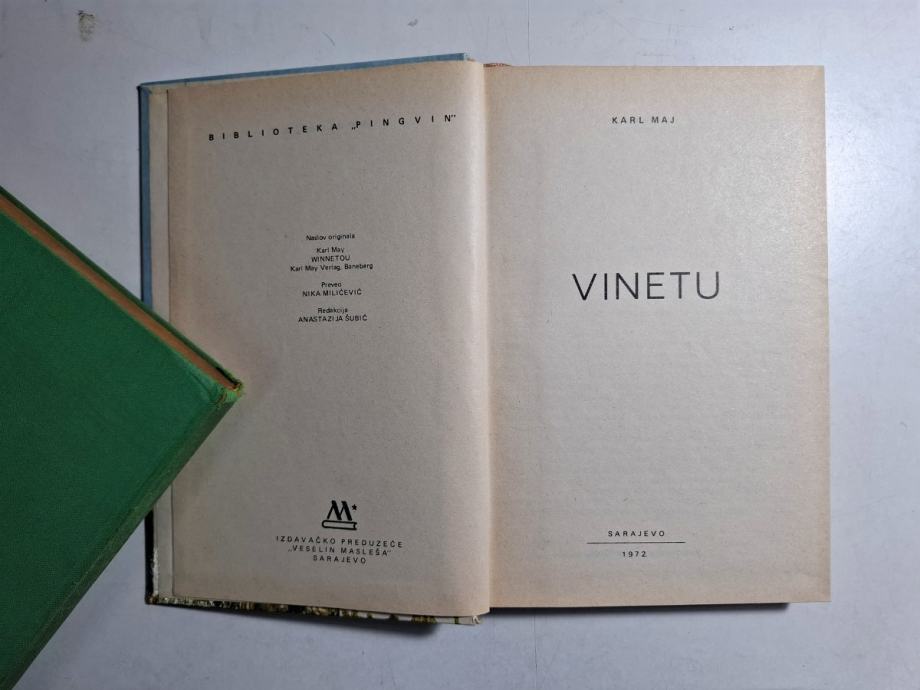 BIBLIOTEKA „PINGVIN"
Naslov originala
Karl May
WINNETOU
Karl May Verlag, Baneberg
Preveo
NIKA MILIĆEVIĆ
Redakcija
ANASTAZIJA ŠUBIĆ
M
IZDAVAČKO PREDUZEĆE
„VESELIN MASLEŠA"
SARAJEVO
KARL MAJ
VINETU
SARAJEVO
1972